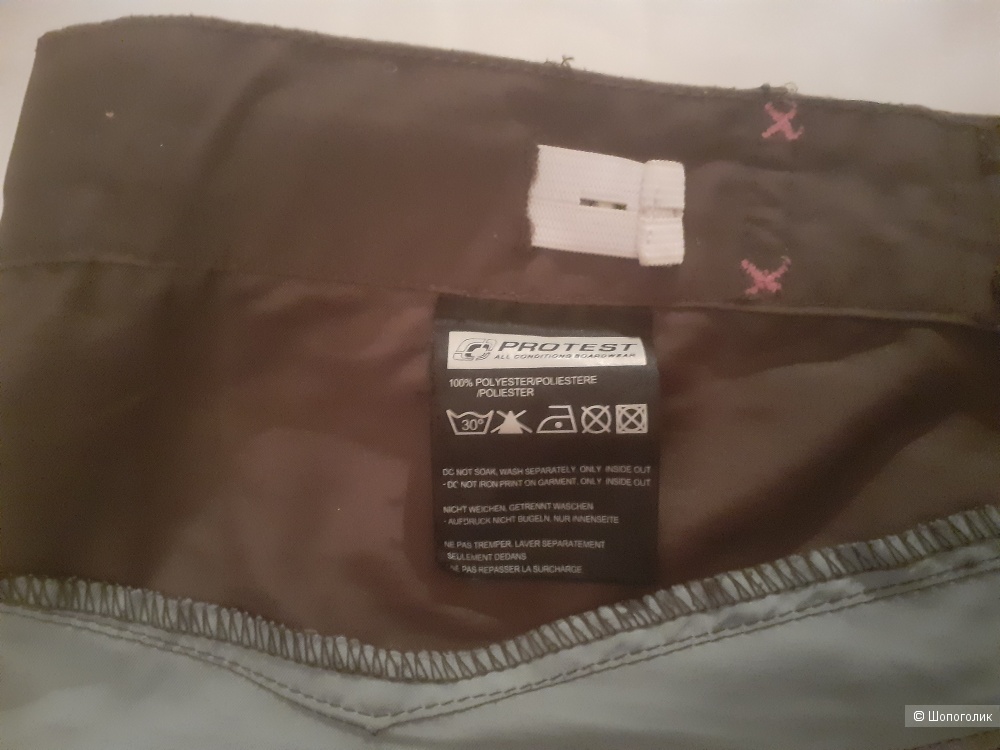 PROTEST
ALL CONDITIONS BOARDWEAR
100% POLYESTER/POLIESTERE
/POLIESTER
30°
DO NOT SOAK, WASH SEPARATELY. ONLY INSIDE OUT
- DO NOT IRON PRINT ON GARMENT. ONLY INSIDE OUT
NICHT WEICHEN, GETRENNT WASCHEN
- AUFDRUCK NICHT BUGELN, NUR INNENSEITE
NE PAS TREMPER, LAVER SEPARATEMENT
SEULEMENT DEDANS
NE PAS REPASSER LA SURCHARGE
© Шопоголик